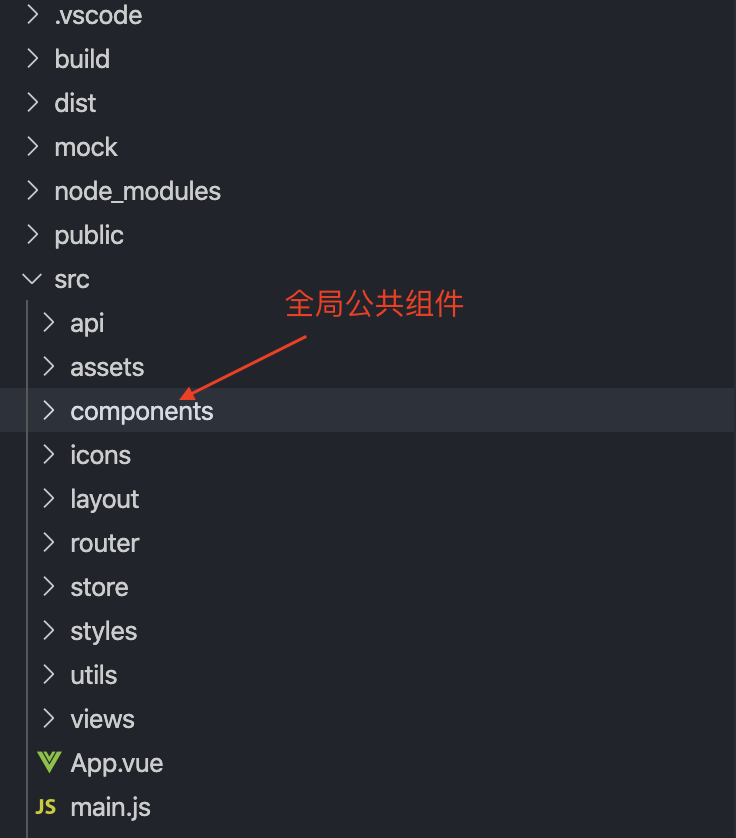 .vscode
build
dist
mock
node_modules
public
src
全局公共组件
api
assets
components
icons
layout
router
store
styles
utils
views
App.vue
JS main.js